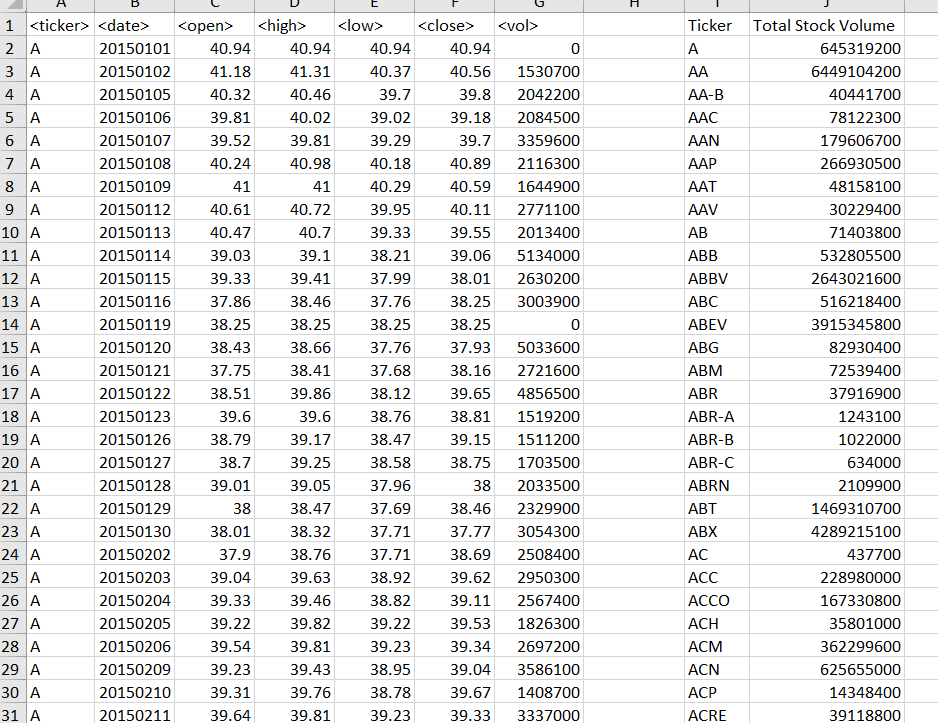 A B C D E F G H I J
1 <ticker> <date> <open> <high> <low> <close> <vol> Ticker Total Stock Volume
2 A 20150101 40.94 40.94 40.94 40.94 0 A 645319200
3 A 20150102 41.18 41.31 40.37 40.56 1530700 AA 6449104200
4 A 20150105 40.32 40.46 39.7 39.8 2042200 AA-B 40441700
5 A 20150106 39.81 40.02 39.02 39.18 2084500 AAC 78122300
6 A 20150107 39.52 39.81 39.29 39.7 3359600 AAN 179606700
7 A 20150108 40.24 40.98 40.18 40.89 2116300 AAP 266930500
8 A 20150109 41 41 40.29 40.59 1644900 AAT 48158100
9 A 20150112 40.61 40.72 39.95 40.11 2771100 AAV 30229400
10 A 20150113 40.47 40.7 39.33 39.55 2013400 AB 71403800
11 A 20150114 39.03 39.1 38.21 39.06 5134000 ABB 532805500
12 A 20150115 39.33 39.41 37.99 38.01 2630200 ABBV 2643021600
13 A 20150116 37.86 38.46 37.76 38.25 3003900 ABC 516218400
14 A 20150119 38.25 38.25 38.25 38.25 0 ABEV 3915345800
15 A 20150120 38.43 38.66 37.76 37.93 5033600 ABG 82930400
16 A 20150121 37.75 38.41 37.68 38.16 2721600 ABM 72539400
17 A 20150122 38.51 39.86 38.12 39.65 4856500 ABR 37916900
18 A 20150123 39.6 39.6 38.76 38.81 1519200 ABR-A 1243100
19 A 20150126 38.79 39.17 38.47 39.15 1511200 ABR-B 1022000
20 A 20150127 38.7 39.25 38.58 38.75 1703500 ABR-C 634000
21 A 20150128 39.01 39.05 37.96 38 2033500 ABRN 2109900
22 A 20150129 38 38.47 37.69 38.46 2329900 ABT 1469310700
23 A 20150130 38.01 38.32 37.71 37.77 3054300 ABX 4289215100
24 A 20150202 37.9 38.76 37.71 38.69 2508400 AC 437700
25 A 20150203 39.04 39.63 38.92 39.62 2950300 ACC 228980000
26 A 20150204 39.33 39.46 38.82 39.11 2567400 ACCO 167330800
27 A 20150205 39.22 39.82 39.22 39.53 1826300 ACH 35801000
28 A 20150206 39.54 39.81 39.23 39.34 2697200 ACM 362299600
29 A 20150209 39.23 39.43 38.95 39.04 3586100 ACN 625655000
30 A 20150210 39.31 39.76 38.78 39.67 1408700 ACP 14348400
31 A 20150211 39.64 39.81 39.23 39.33 3337000 ACRE 39118800